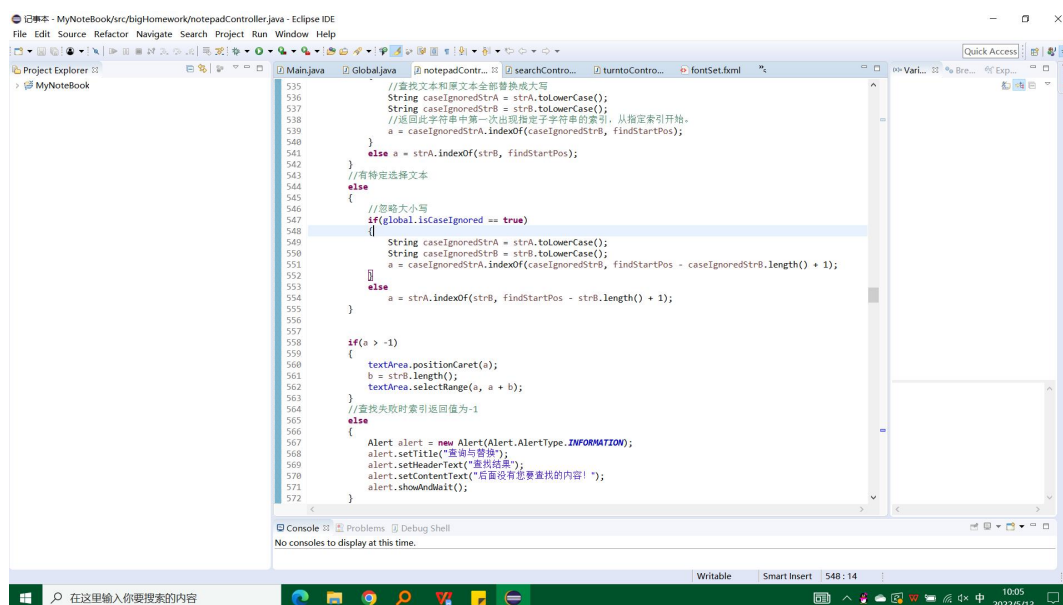 记事本 - MyNoteBook/src/bigHomework/notepadController.java - Eclipse IDE
File Edit Source Refactor Navigate Search Project Run Window Help
Quick Access
Project Explorer
MyNoteBook
Main.java Global.java notepadContr... searchContro... turntoContro... fontSet.fxml
Vari... Bre... Exp...
535 //查找文本和原文本全部替换成大写
536 String caseIgnoredStrA = strA.toLowerCase();
537 String caseIgnoredStrB = strB.toLowerCase();
538 //返回此字符串中第一次出现指定子字符串的索引，从指定索引开始。
539 a = caseIgnoredStrA.indexOf(caseIgnoredStrB, findStartPos);
540 }
541 else a = strA.indexOf(strB, findStartPos);
542 }
543 //有特定选择文本
544 else
545 {
546 //忽略大小写
547 if(global.isCaseIgnored == true)
548 {
549 String caseIgnoredStrA = strA.toLowerCase();
550 String caseIgnoredStrB = strB.toLowerCase();
551 a = caseIgnoredStrA.indexOf(caseIgnoredStrB, findStartPos - caseIgnoredStrB.length() + 1);
552 }
553 else
554 a = strA.indexOf(strB, findStartPos - strB.length() + 1);
555 }
556
557
558 if(a > -1)
559 {
560 textArea.positionCaret(a);
561 b = strB.length();
562 textArea.selectRange(a, a + b);
563 }
564 //查找失败时索引返回值为-1
565 else
566 {
567 Alert alert = new Alert(Alert.AlertType.INFORMATION);
568 alert.setTitle("查询与替换");
569 alert.setHeaderText("查找结果");
570 alert.setContentText("后面没有您要查找的内容！");
571 alert.showAndWait();
572 }
Console Problems Debug Shell
No consoles to display at this time.
Writable Smart Insert 548 : 14
在这里输入你要搜索的内容
中
10:05
2022/5/12